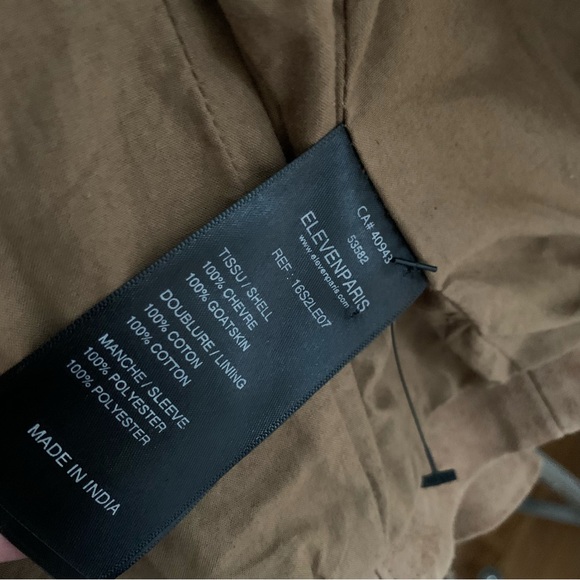 CA# 40943
53582
ELEVENPARIS
www.elevenparis.com
REF : 16S2LE07
TISSU / SHELL
100% CHEVRE
100% GOATSKIN
DOUBLURE / LINING
100% COTON
100% COTTON
MANCHE / SLEEVE
100% POLYESTER
100% POLYESTER
MADE IN INDIA